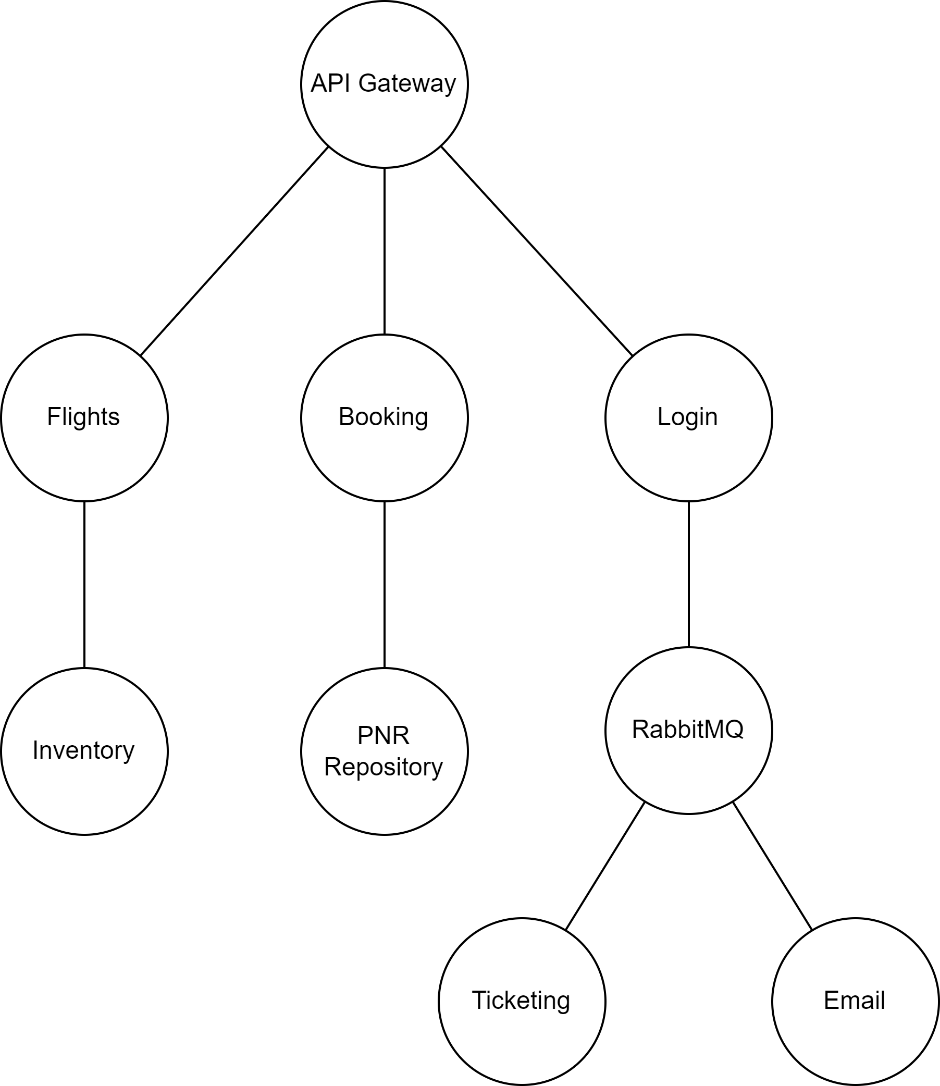 API Gateway
Flights
Booking
Login
Inventory
PNR
Repository
RabbitMQ
Ticketing
Email